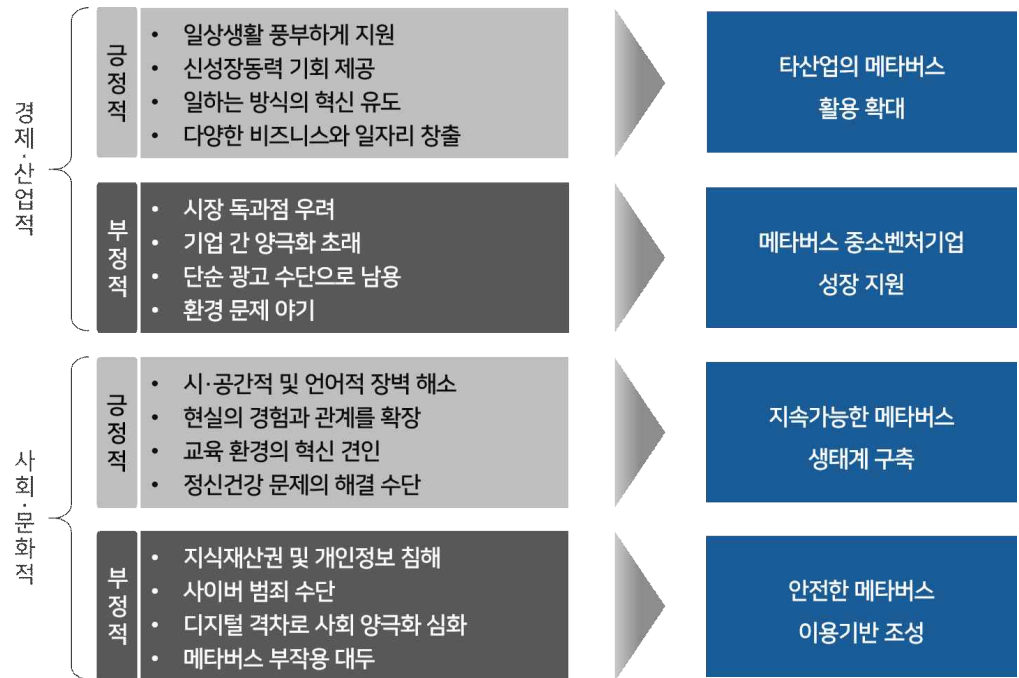 경제·산업적
긍정적
• 일상생활 풍부하게 지원
• 신성장동력 기회 제공
• 일하는 방식의 혁신 유도
• 다양한 비즈니스와 일자리 창출
타산업의 메타버스
활용 확대
부정적
• 시장 독과점 우려
• 기업 간 양극화 초래
• 단순 광고 수단으로 남용
• 환경 문제 야기
메타버스 중소벤처기업
성장 지원
사회·문화적
긍정적
• 시·공간적 및 언어적 장벽 해소
• 현실의 경험과 관계를 확장
• 교육 환경의 혁신 견인
• 정신건강 문제의 해결 수단
지속가능한 메타버스
생태계 구축
부정적
• 지식재산권 및 개인정보 침해
• 사이버 범죄 수단
• 디지털 격차로 사회 양극화 심화
• 메타버스 부작용 대두
안전한 메타버스
이용기반 조성